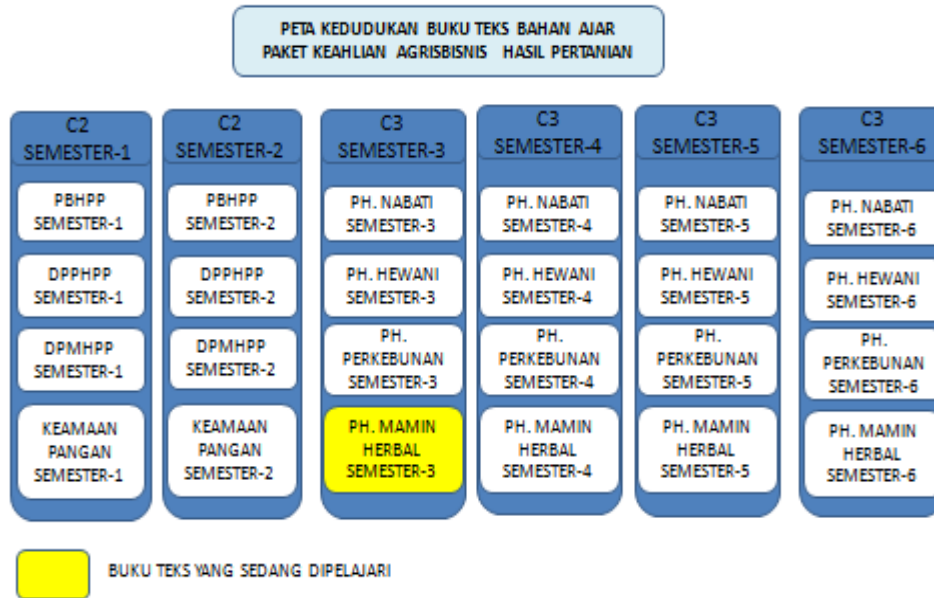 PETA KEDUDUKAN BUKU TEKS BAHAN AJAR
PAKET KEAHLIAN AGRISBISNIS HASIL PERTANIAN
C2
SEMESTER-1
PBHPP
SEMESTER-1
DPPHPP
SEMESTER-1
DPMHPP
SEMESTER-1
KEAMAAN
PANGAN
SEMESTER-1
C2
SEMESTER-2
PBHPP
SEMESTER-2
DPPHPP
SEMESTER-2
DPMHPP
SEMESTER-2
KEAMAAN
PANGAN
SEMESTER-2
C3
SEMESTER-3
PH. NABATI
SEMESTER-3
PH. HEWANI
SEMESTER-3
PH.
PERKEBUNAN
SEMESTER-3
PH. MAMIN
HERBAL
SEMESTER-3
C3
SEMESTER-4
PH. NABATI
SEMESTER-4
PH. HEWANI
SEMESTER-4
PH.
PERKEBUNAN
SEMESTER-4
PH. MAMIN
HERBAL
SEMESTER-4
C3
SEMESTER-5
PH. NABATI
SEMESTER-5
PH. HEWANI
SEMESTER-5
PH.
PERKEBUNAN
SEMESTER-5
PH. MAMIN
HERBAL
SEMESTER-5
C3
SEMESTER-6
PH. NABATI
SEMESTER-6
PH. HEWANI
SEMESTER-6
PH.
PERKEBUNAN
SEMESTER-6
PH. MAMIN
HERBAL
SEMESTER-6
BUKU TEKS YANG SEDANG DIPELAJARI